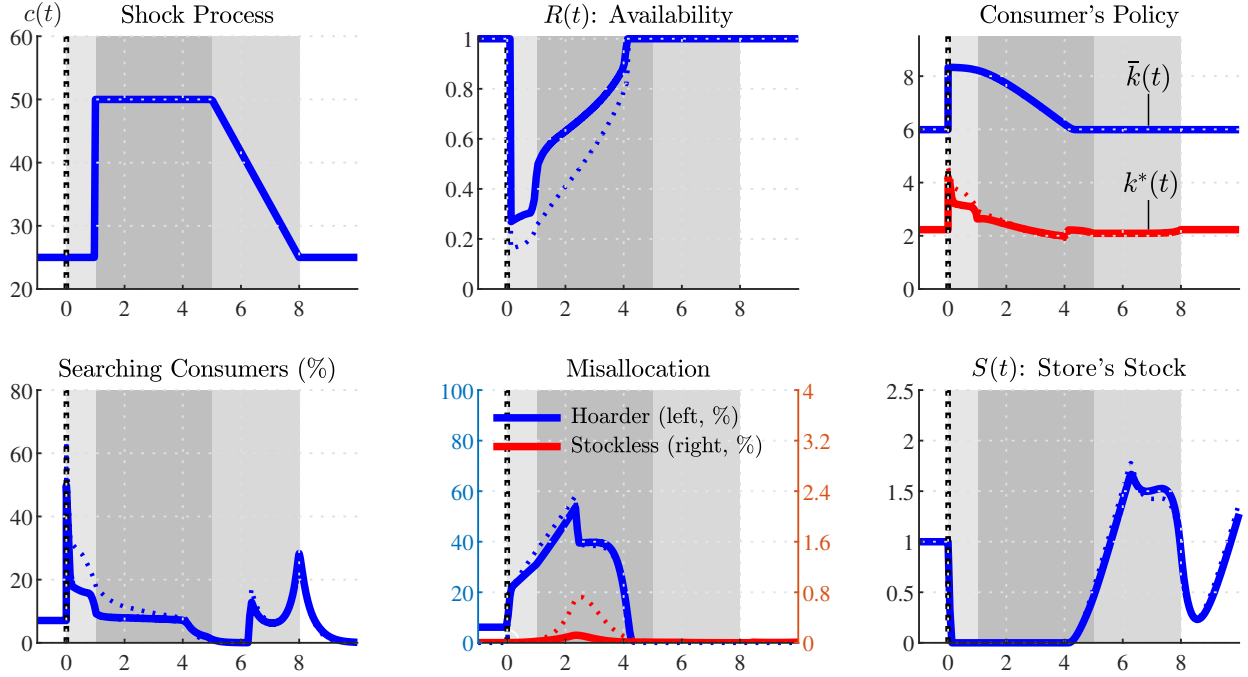 c(t) Shock Process
60
50
40
30
20
0 2 4 6 8
R(t): Availability
1
0.8
0.6
0.4
0.2
0
0 2 4 6 8
Consumer's Policy
8
6
4
2
0
k̄(t)
k*(t)
0 2 4 6 8
Searching Consumers (%)
80
60
40
20
0
0 2 4 6 8
Misallocation
100
80
60
40
20
0
Hoarder (left, %)
Stockless (right, %)
4
3.2
2.4
1.6
0.8
0
0 2 4 6 8
S(t): Store's Stock
2.5
2
1.5
1
0.5
0
0 2 4 6 8